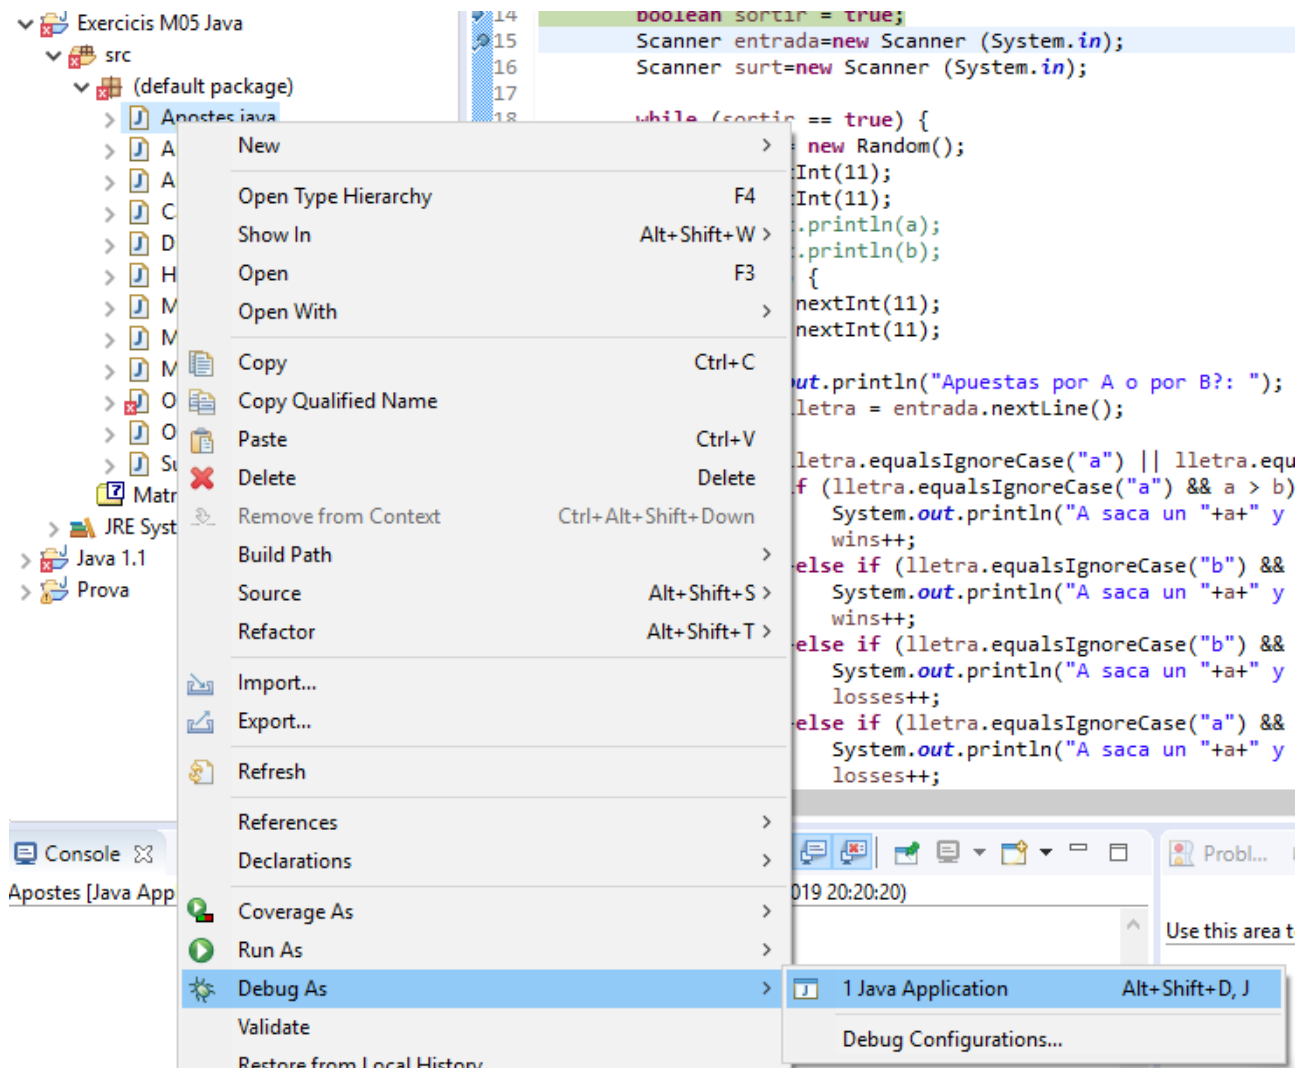 Exercicis M05 Java
src
(default package)
Apostes.java
A
A
C
D
H
M
M
M
O
O
Su
Matr
JRE Syst
Java 1.1
Prova
14 boolean sortir = true;
15 Scanner entrada=new Scanner (System.in);
16 Scanner surt=new Scanner (System.in);
17
18 while (sortir == true) {
= new Random();
Int(11);
Int(11);
.println(a);
.println(b);
{
nextInt(11);
nextInt(11);
out.println("Apuestas por A o por B?: ");
lletra = entrada.nextLine();
lletra.equalsIgnoreCase("a") || lletra.equ
if (lletra.equalsIgnoreCase("a") && a > b)
System.out.println("A saca un "+a+" y
wins++;
else if (lletra.equalsIgnoreCase("b") &&
System.out.println("A saca un "+a+" y
wins++;
else if (lletra.equalsIgnoreCase("b") &&
System.out.println("A saca un "+a+" y
losses++;
else if (lletra.equalsIgnoreCase("a") &&
System.out.println("A saca un "+a+" y
losses++;
New
Open Type Hierarchy F4
Show In Alt+Shift+W
Open F3
Open With
Copy Ctrl+C
Copy Qualified Name
Paste Ctrl+V
Delete Delete
Remove from Context Ctrl+Alt+Shift+Down
Build Path
Source Alt+Shift+S
Refactor Alt+Shift+T
Import...
Export...
Refresh
References
Declarations
Coverage As
Run As
Debug As
Validate
Restore from Local History
1 Java Application Alt+Shift+D, J
Debug Configurations...
Console
Apostes [Java App
019 20:20:20)
Probl...
Use this area t